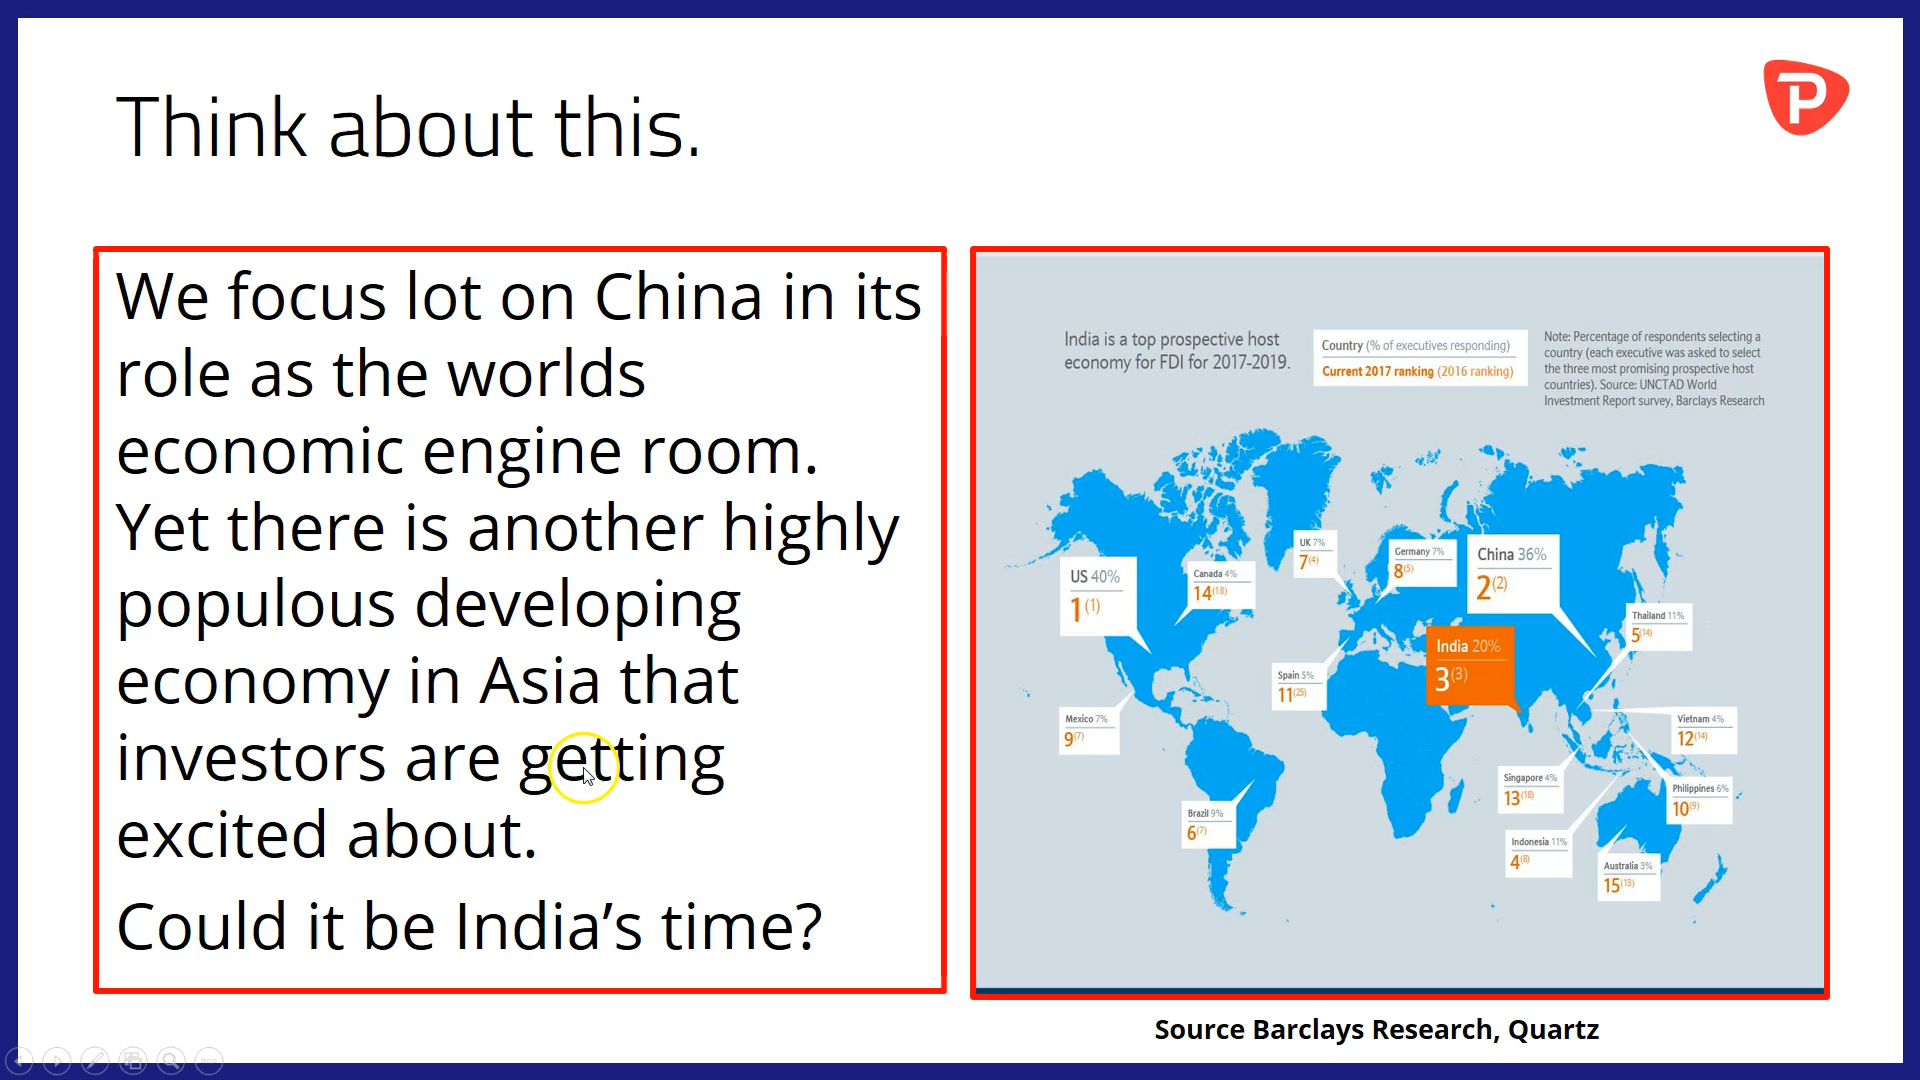 Think about this.
P
We focus lot on China in its
role as the worlds
economic engine room.
Yet there is another highly
populous developing
economy in Asia that
investors are getting
excited about.
Could it be India’s time?
India is a top prospective host
economy for FDI for 2017-2019.
Country (% of executives responding)
Current 2017 ranking (2016 ranking)
Note: Percentage of respondents selecting a
country (each executive was asked to select
the three most promising prospective host
countries). Source: UNCTAD World
Investment Report survey, Barclays Research
US 40%
1(1)
Canada 4%
14(18)
UK 7%
7(4)
Germany 7%
8(5)
China 36%
2(2)
Thailand 11%
5(14)
India 20%
3(3)
Spain 5%
11(25)
Mexico 7%
9(7)
Vietnam 4%
12(14)
Singapore 4%
13(18)
Philippines 6%
10(9)
Brazil 9%
6(7)
Indonesia 11%
4(8)
Australia 3%
15(13)
Source Barclays Research, Quartz